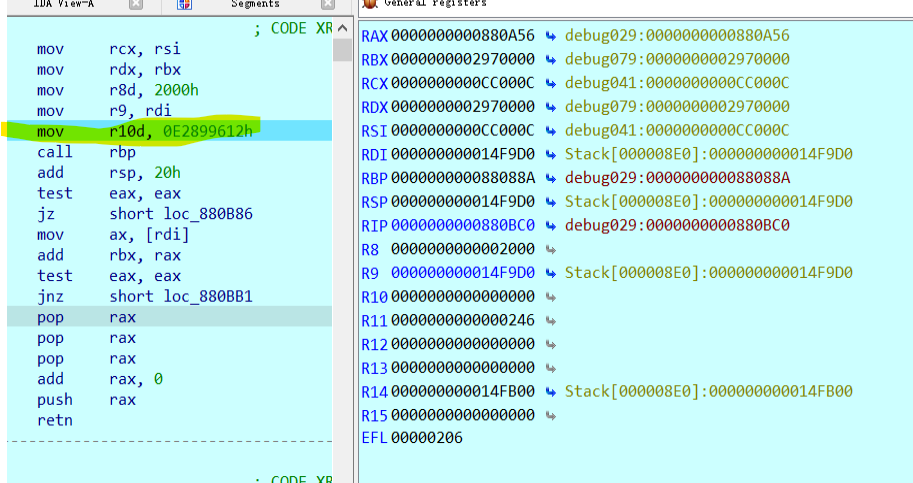 IDA View-A
Segments
General registers
; CODE XR
mov rcx, rsi
mov rdx, rbx
mov r8d, 2000h
mov r9, rdi
mov r10d, 0E2899612h
call rbp
add rsp, 20h
test eax, eax
jz short loc_880B86
mov ax, [rdi]
add rbx, rax
test eax, eax
jnz short loc_880BB1
pop rax
pop rax
pop rax
add rax, 0
push rax
retn
; CODE XR
RAX 0000000000880A56 debug029:0000000000880A56
RBX 0000000002970000 debug079:0000000002970000
RCX 0000000000CC000C debug041:0000000000CC000C
RDX 0000000002970000 debug079:0000000002970000
RSI 0000000000CC000C debug041:0000000000CC000C
RDI 000000000014F9D0 Stack[000008E0]:000000000014F9D0
RBP 000000000088088A debug029:000000000088088A
RSP 000000000014F9D0 Stack[000008E0]:000000000014F9D0
RIP 0000000000880BC0 debug029:0000000000880BC0
R8 0000000000002000
R9 000000000014F9D0 Stack[000008E0]:000000000014F9D0
R10 0000000000000000
R11 0000000000000246
R12 0000000000000000
R13 0000000000000000
R14 000000000014FB00 Stack[000008E0]:000000000014FB00
R15 0000000000000000
EFL 00000206